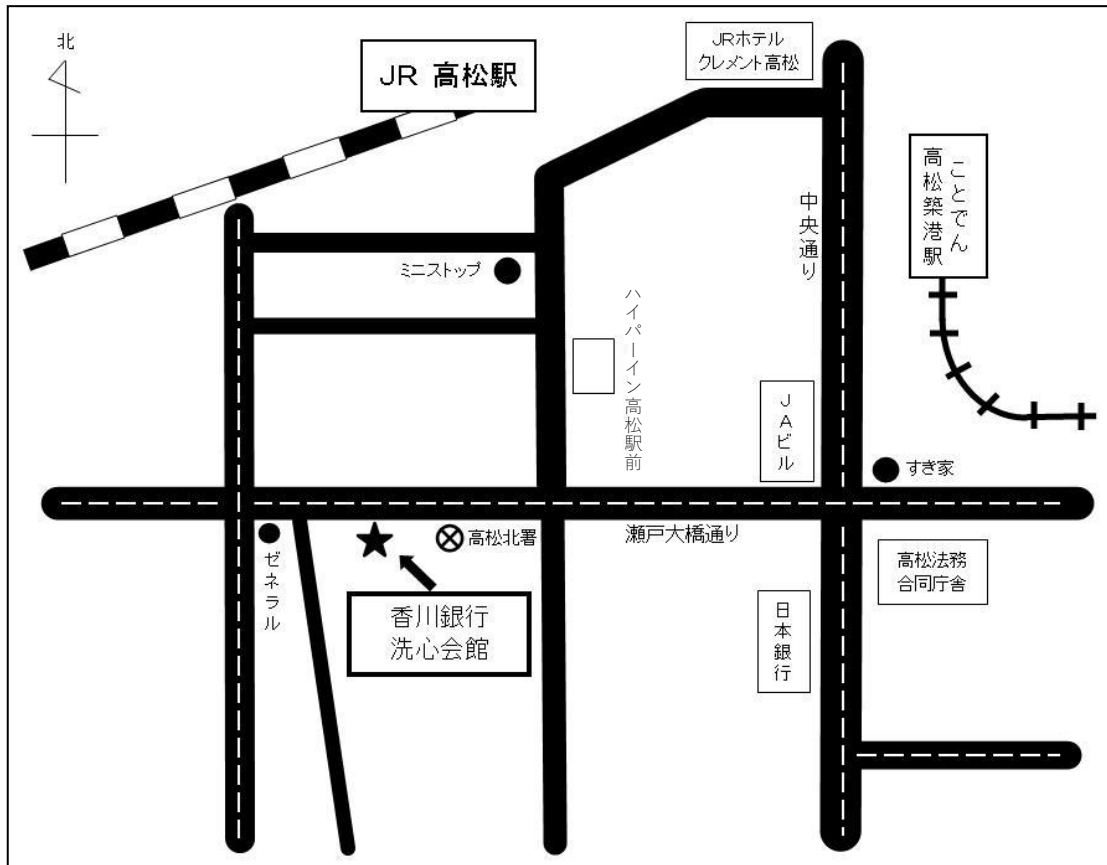 北
JR 高松駅
JRホテル
クレメント高松
ことでん
高松築港駅
中央通り
ミニストップ
ハイパーイン高松駅前
JAビル
すき家
瀬戸大橋通り
高松北署
ゼネラル
高松法務
合同庁舎
香川銀行
洗心会館
日本銀行